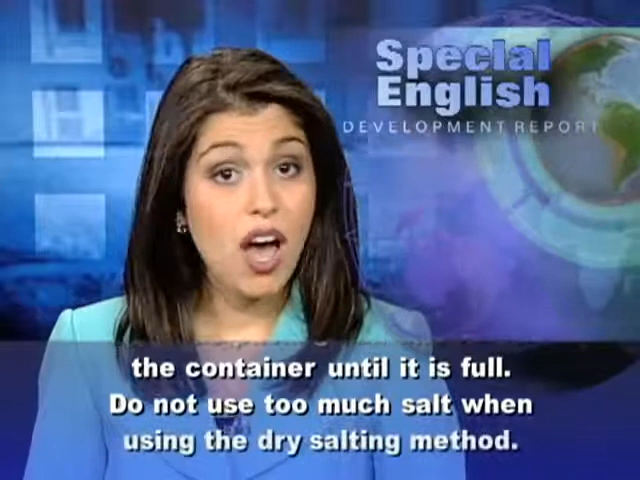 Special
English
DEVELOPMENT REPORT
the container until it is full.
Do not use too much salt when
using the dry salting method.